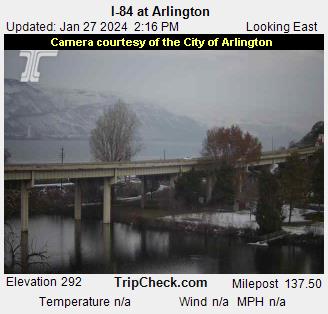 I-84 at Arlington
Updated: Jan 27 2024 2:16 PM Looking East
Camera courtesy of the City of Arlington
Elevation 292 TripCheck.com Milepost 137.50
Temperature n/a Wind n/a MPH n/a